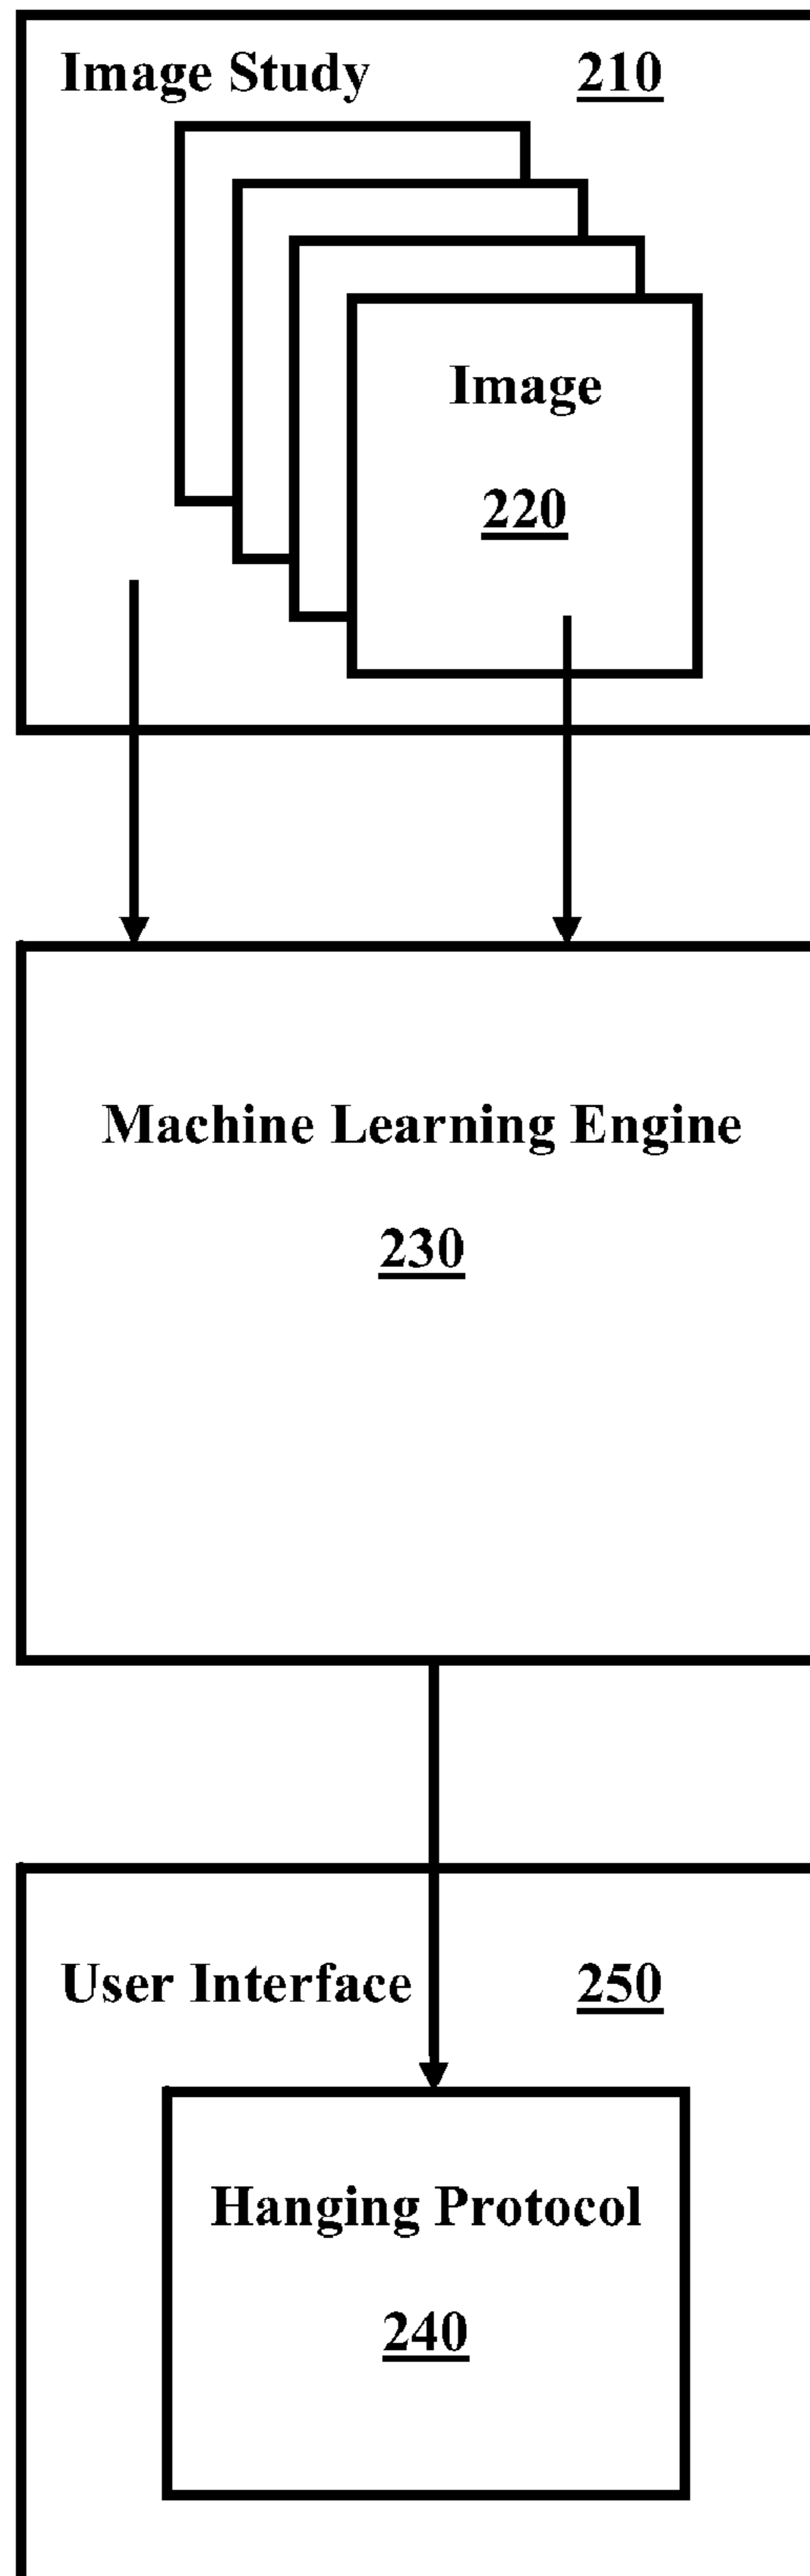 Image Study 210
Image
220
Machine Learning Engine
230
User Interface 250
Hanging Protocol
240